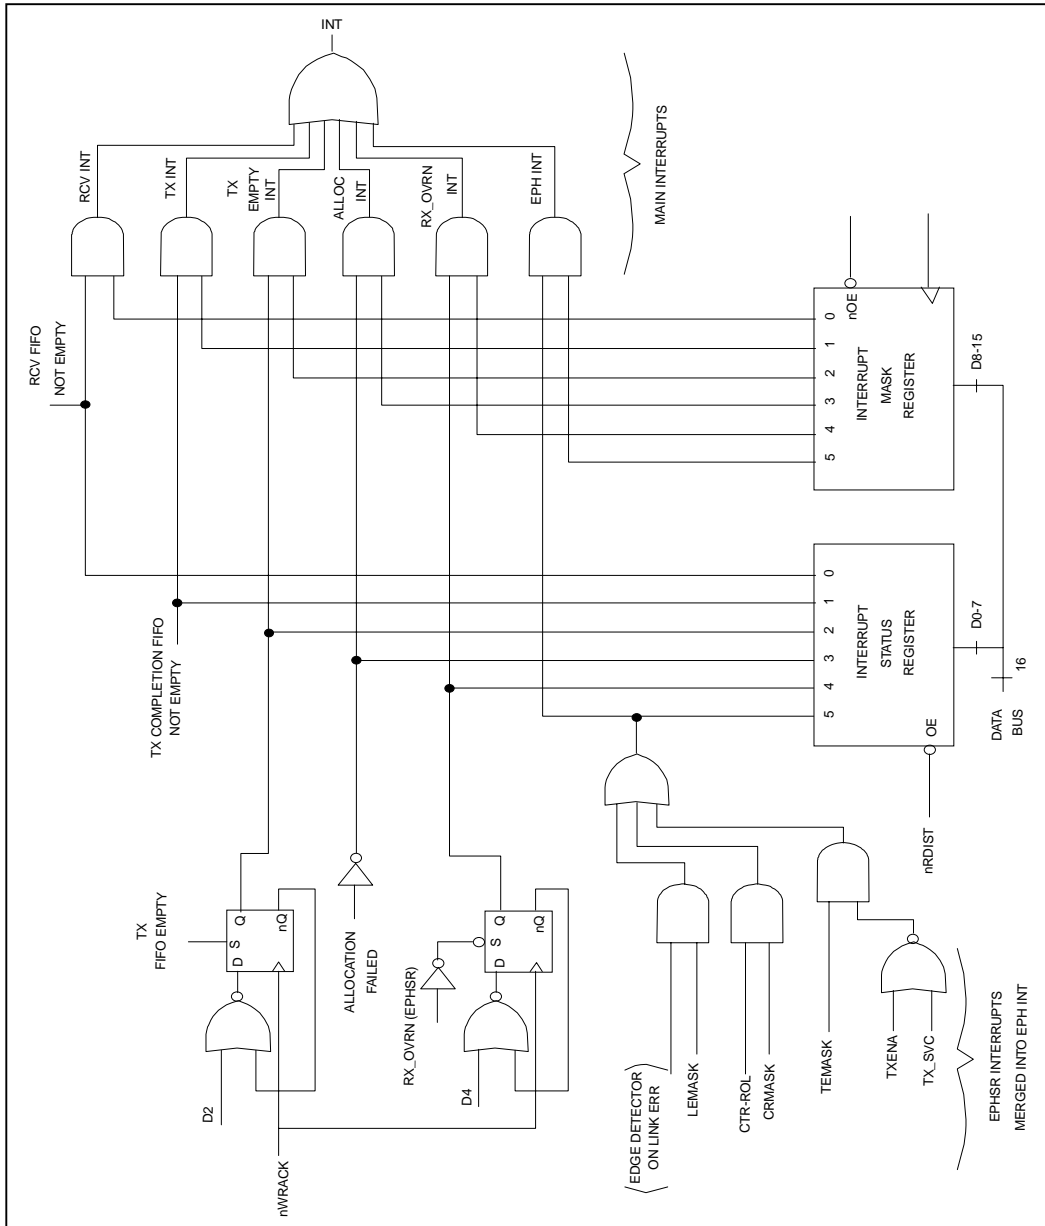 INT
RCV INT
TX INT
TX
EMPTY
INT
ALLOC
INT
RX_OVRN
INT
EPH INT
MAIN INTERRUPTS
RCV FIFO
NOT EMPTY
nOE
0
1
2
3
4
5
INTERRUPT
MASK
REGISTER
D8-15
TX COMPLETION FIFO
NOT EMPTY
0
1
2
3
4
5
INTERRUPT
STATUS
REGISTER
OE
D0-7
16
DATA
BUS
nRDIST
TX
FIFO EMPTY
S
D
Q
nQ
D2
nWRACK
ALLOCATION
FAILED
RX_OVRN (EPHSR)
S
D
Q
nQ
D4
EDGE DETECTOR
ON LINK ERR
LEMASK
CTR-ROL
CRMASK
TEMASK
TXENA
TX_SVC
EPHSR INTERRUPTS
MERGED INTO EPH INT